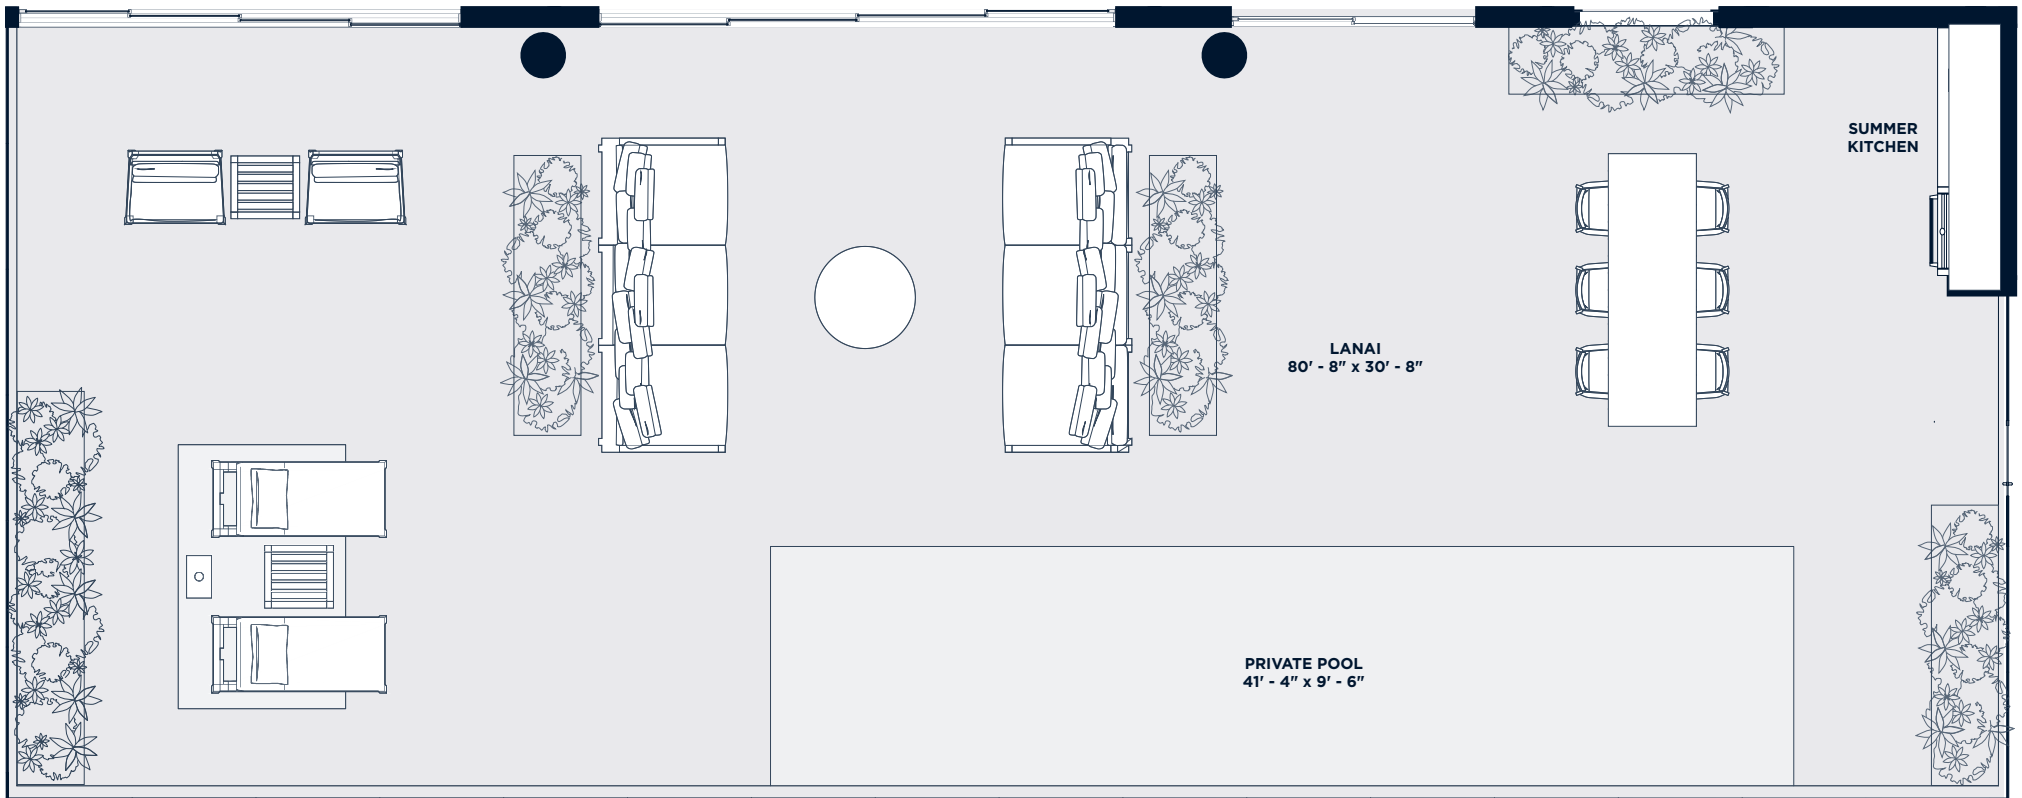 SUMMER
KITCHEN
LANAI
80' - 8" x 30' - 8"
PRIVATE POOL
41' - 4" x 9' - 6"